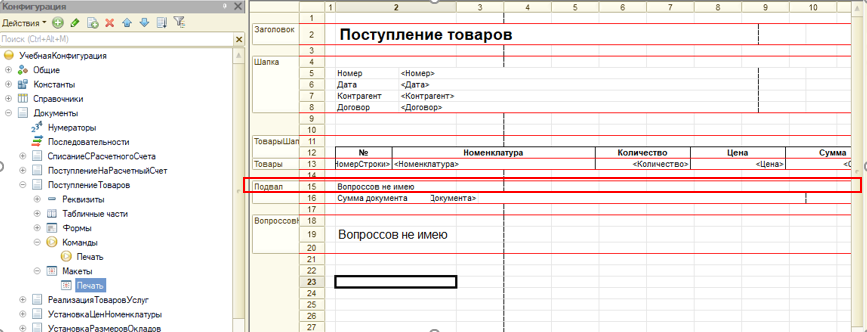 Конфигурация
Действия
Поиск (Ctrl+Alt+M)
УчебнаяКонфигурация
Общие
Константы
Справочники
Документы
Нумераторы
Последовательности
СписаниеСРасчетногоСчета
ПоступлениеНаРасчетныйСчет
ПоступлениеТоваров
Реквизиты
Табличные части
Формы
Команды
Печать
Макеты
Печать
РеализацияТоваровУслуг
УстановкаЦенНоменклатуры
УстановкаРазмеровОкладов
1 2 3 4 5 6 7 8 9 10
1
Заголовок 2 Поступление товаров
3
Шапка 4
5 Номер <Номер>
6 Дата <Дата>
7 Контрагент <Контрагент>
8 Договор <Договор>
9
10
ТоварыШап 11
12 № Номенклатура Количество Цена Сумма
Товары 13 НомерСтроки> <Номенклатура> <Количество> <Цена>
14
Подвал 15 Вопроссов не имею
16 Сумма документа Документа>
17
ВопроссовН 18
19 Вопроссов не имею
20
21
22
23
24
25
26
27